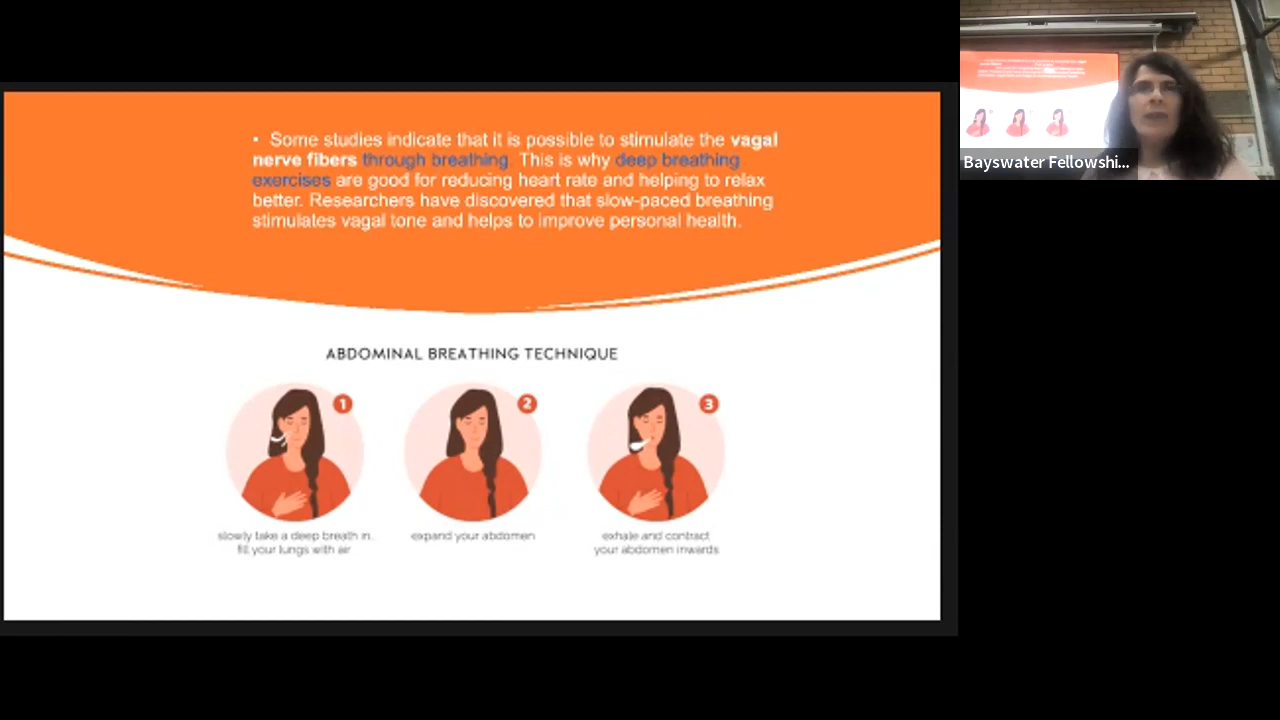 • Some studies indicate that it is possible to stimulate the vagal
nerve fibers through breathing. This is why deep breathing
exercises are good for reducing heart rate and helping to relax
better. Researchers have discovered that slow-paced breathing
stimulates vagal tone and helps to improve personal health.
ABDOMINAL BREATHING TECHNIQUE
1
2
3
slowly take a deep breath in,
fill your lungs with air
expand your abdomen
exhale and contract
your abdomen inwards
Bayswater Fellowshi...